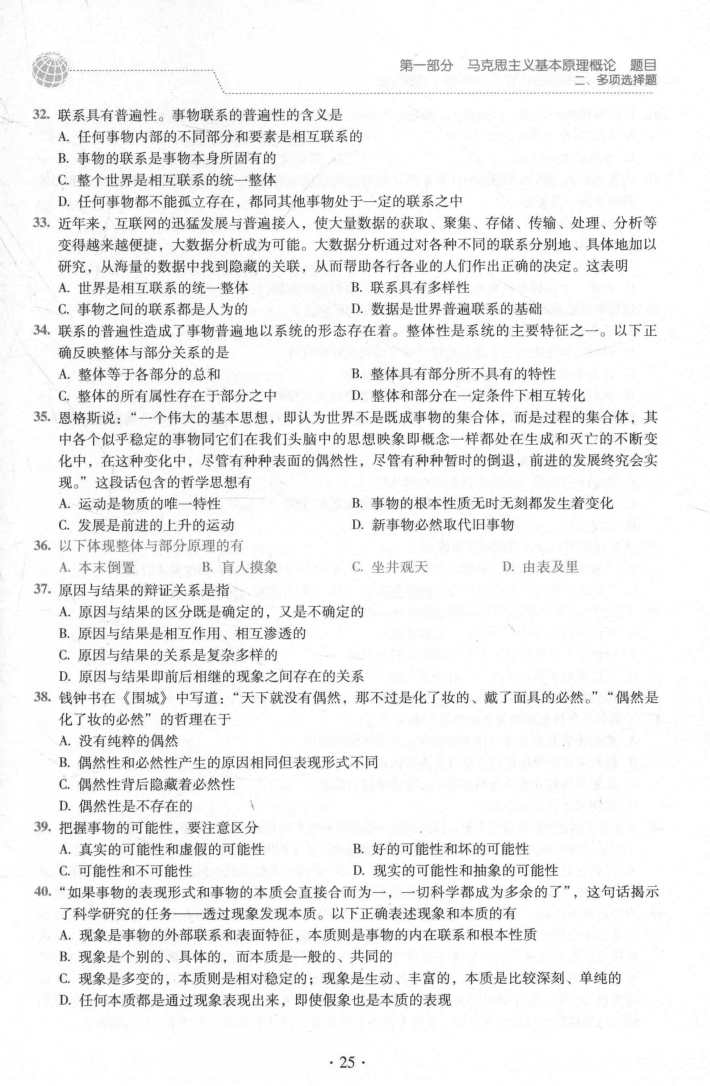 第一部分 马克思主义基本原理概论 题目
二、多项选择题
32. 联系具有普遍性。事物联系的普遍性的含义是
A. 任何事物内部的不同部分和要素是相互联系的
B. 事物的联系是事物本身所固有的
C. 整个世界是相互联系的统一整体
D. 任何事物都不能孤立存在，都同其他事物处于一定的联系之中
33. 近年来，互联网的迅猛发展与普遍接入，使大量数据的获取、聚集、存储、传输、处理、分析等
变得越来越便捷，大数据分析成为可能。大数据分析通过对各种不同的联系分别地、具体地加以
研究，从海量的数据中找到隐藏的关联，从而帮助各行各业的人们作出正确的决定。这表明
A. 世界是相互联系的统一整体 B. 联系具有多样性
C. 事物之间的联系都是人为的 D. 数据是世界普遍联系的基础
34. 联系的普遍性造成了事物普遍地以系统的形态存在着。整体性是系统的主要特征之一。以下正
确反映整体与部分关系的是
A. 整体等于各部分的总和 B. 整体具有部分所不具有的特性
C. 整体的所有属性存在于部分之中 D. 整体和部分在一定条件下相互转化
35. 恩格斯说：“一个伟大的基本思想，即认为世界不是既成事物的集合体，而是过程的集合体，其
中各个似乎稳定的事物同它们在我们头脑中的思想映象即概念一样都处在生成和灭亡的不断变
化中，在这种变化中，尽管有种种表面的偶然性，尽管有种种暂时的倒退，前进的发展终究会实
现。”这段话包含的哲学思想有
A. 运动是物质的唯一特性 B. 事物的根本性质无时无刻都发生着变化
C. 发展是前进的上升的运动 D. 新事物必然取代旧事物
36. 以下体现整体与部分原理的有
A. 本末倒置 B. 盲人摸象 C. 坐井观天 D. 由表及里
37. 原因与结果的辩证关系是指
A. 原因与结果的区分既是确定的，又是不确定的
B. 原因与结果是相互作用、相互渗透的
C. 原因与结果的关系是复杂多样的
D. 原因与结果即前后相继的现象之间存在的关系
38. 钱钟书在《围城》中写道：“天下就没有偶然，那不过是化了妆的、戴了面具的必然。”“偶然是
化了妆的必然”的哲理在于
A. 没有纯粹的偶然
B. 偶然性和必然性产生的原因相同但表现形式不同
C. 偶然性背后隐藏着必然性
D. 偶然性是不存在的
39. 把握事物的可能性，要注意区分
A. 真实的可能性和虚假的可能性 B. 好的可能性和坏的可能性
C. 可能性和不可能性 D. 现实的可能性和抽象的可能性
40. “如果事物的表现形式和事物的本质会直接合而为一，一切科学都成为多余的了”，这句话揭示
了科学研究的任务——透过现象发现本质。以下正确表述现象和本质的有
A. 现象是事物的外部联系和表面特征，本质则是事物的内在联系和根本性质
B. 现象是个别的、具体的，而本质是一般的、共同的
C. 现象是多变的，本质则是相对稳定的；现象是生动、丰富的，本质是比较深刻、单纯的
D. 任何本质都是通过现象表现出来，即使假象也是本质的表现
· 25 ·